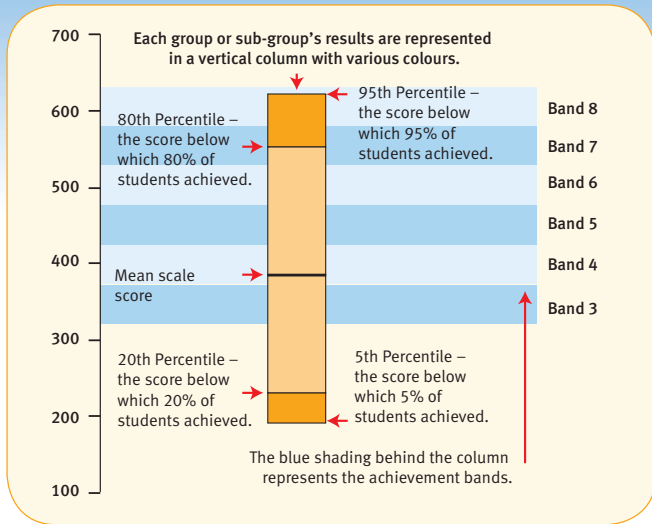 Each group or sub-group's results are represented
in a vertical column with various colours.
700
600
500
400
300
200
100
80th Percentile –
the score below
which 80% of
students achieved.
95th Percentile –
the score below
which 95% of
students achieved.
Mean scale
score
20th Percentile –
the score below
which 20% of
students achieved.
5th Percentile –
the score below
which 5% of
students achieved.
The blue shading behind the column
represents the achievement bands.
Band 8
Band 7
Band 6
Band 5
Band 4
Band 3